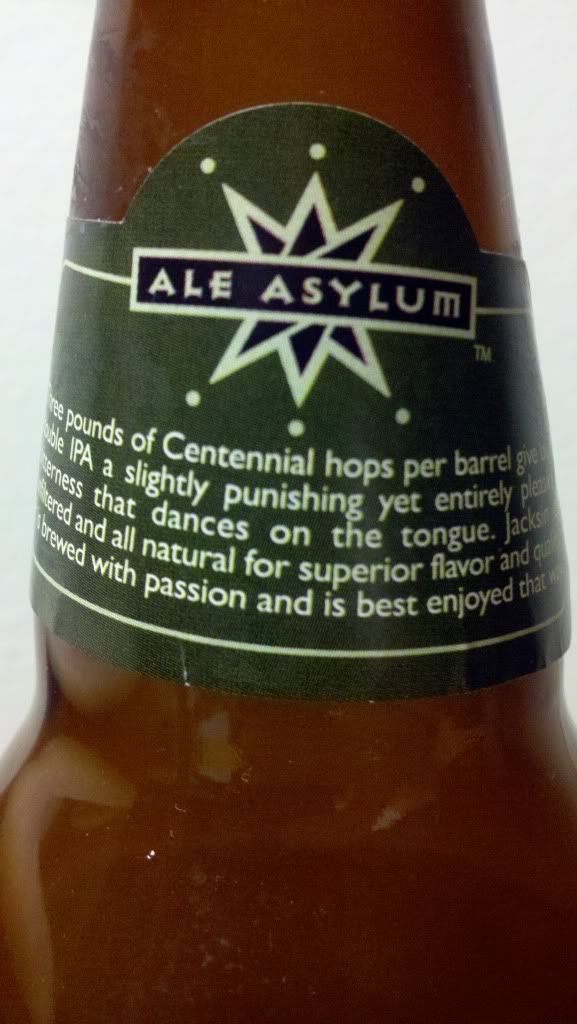 ALE ASYLUM
TM
Three pounds of Centennial hops per barrel give
IPA a slightly punishing yet entirely
that dances on the tongue.
and all natural for superior flavor and
brewed with passion and is best enjoyed that